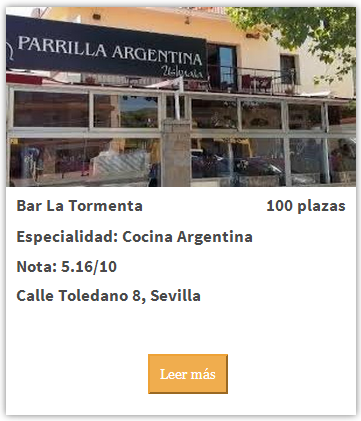 PARRILLA ARGENTINA
Ushuaia
Bar La Tormenta 100 plazas
Especialidad: Cocina Argentina
Nota: 5.16/10
Calle Toledano 8, Sevilla
Leer más